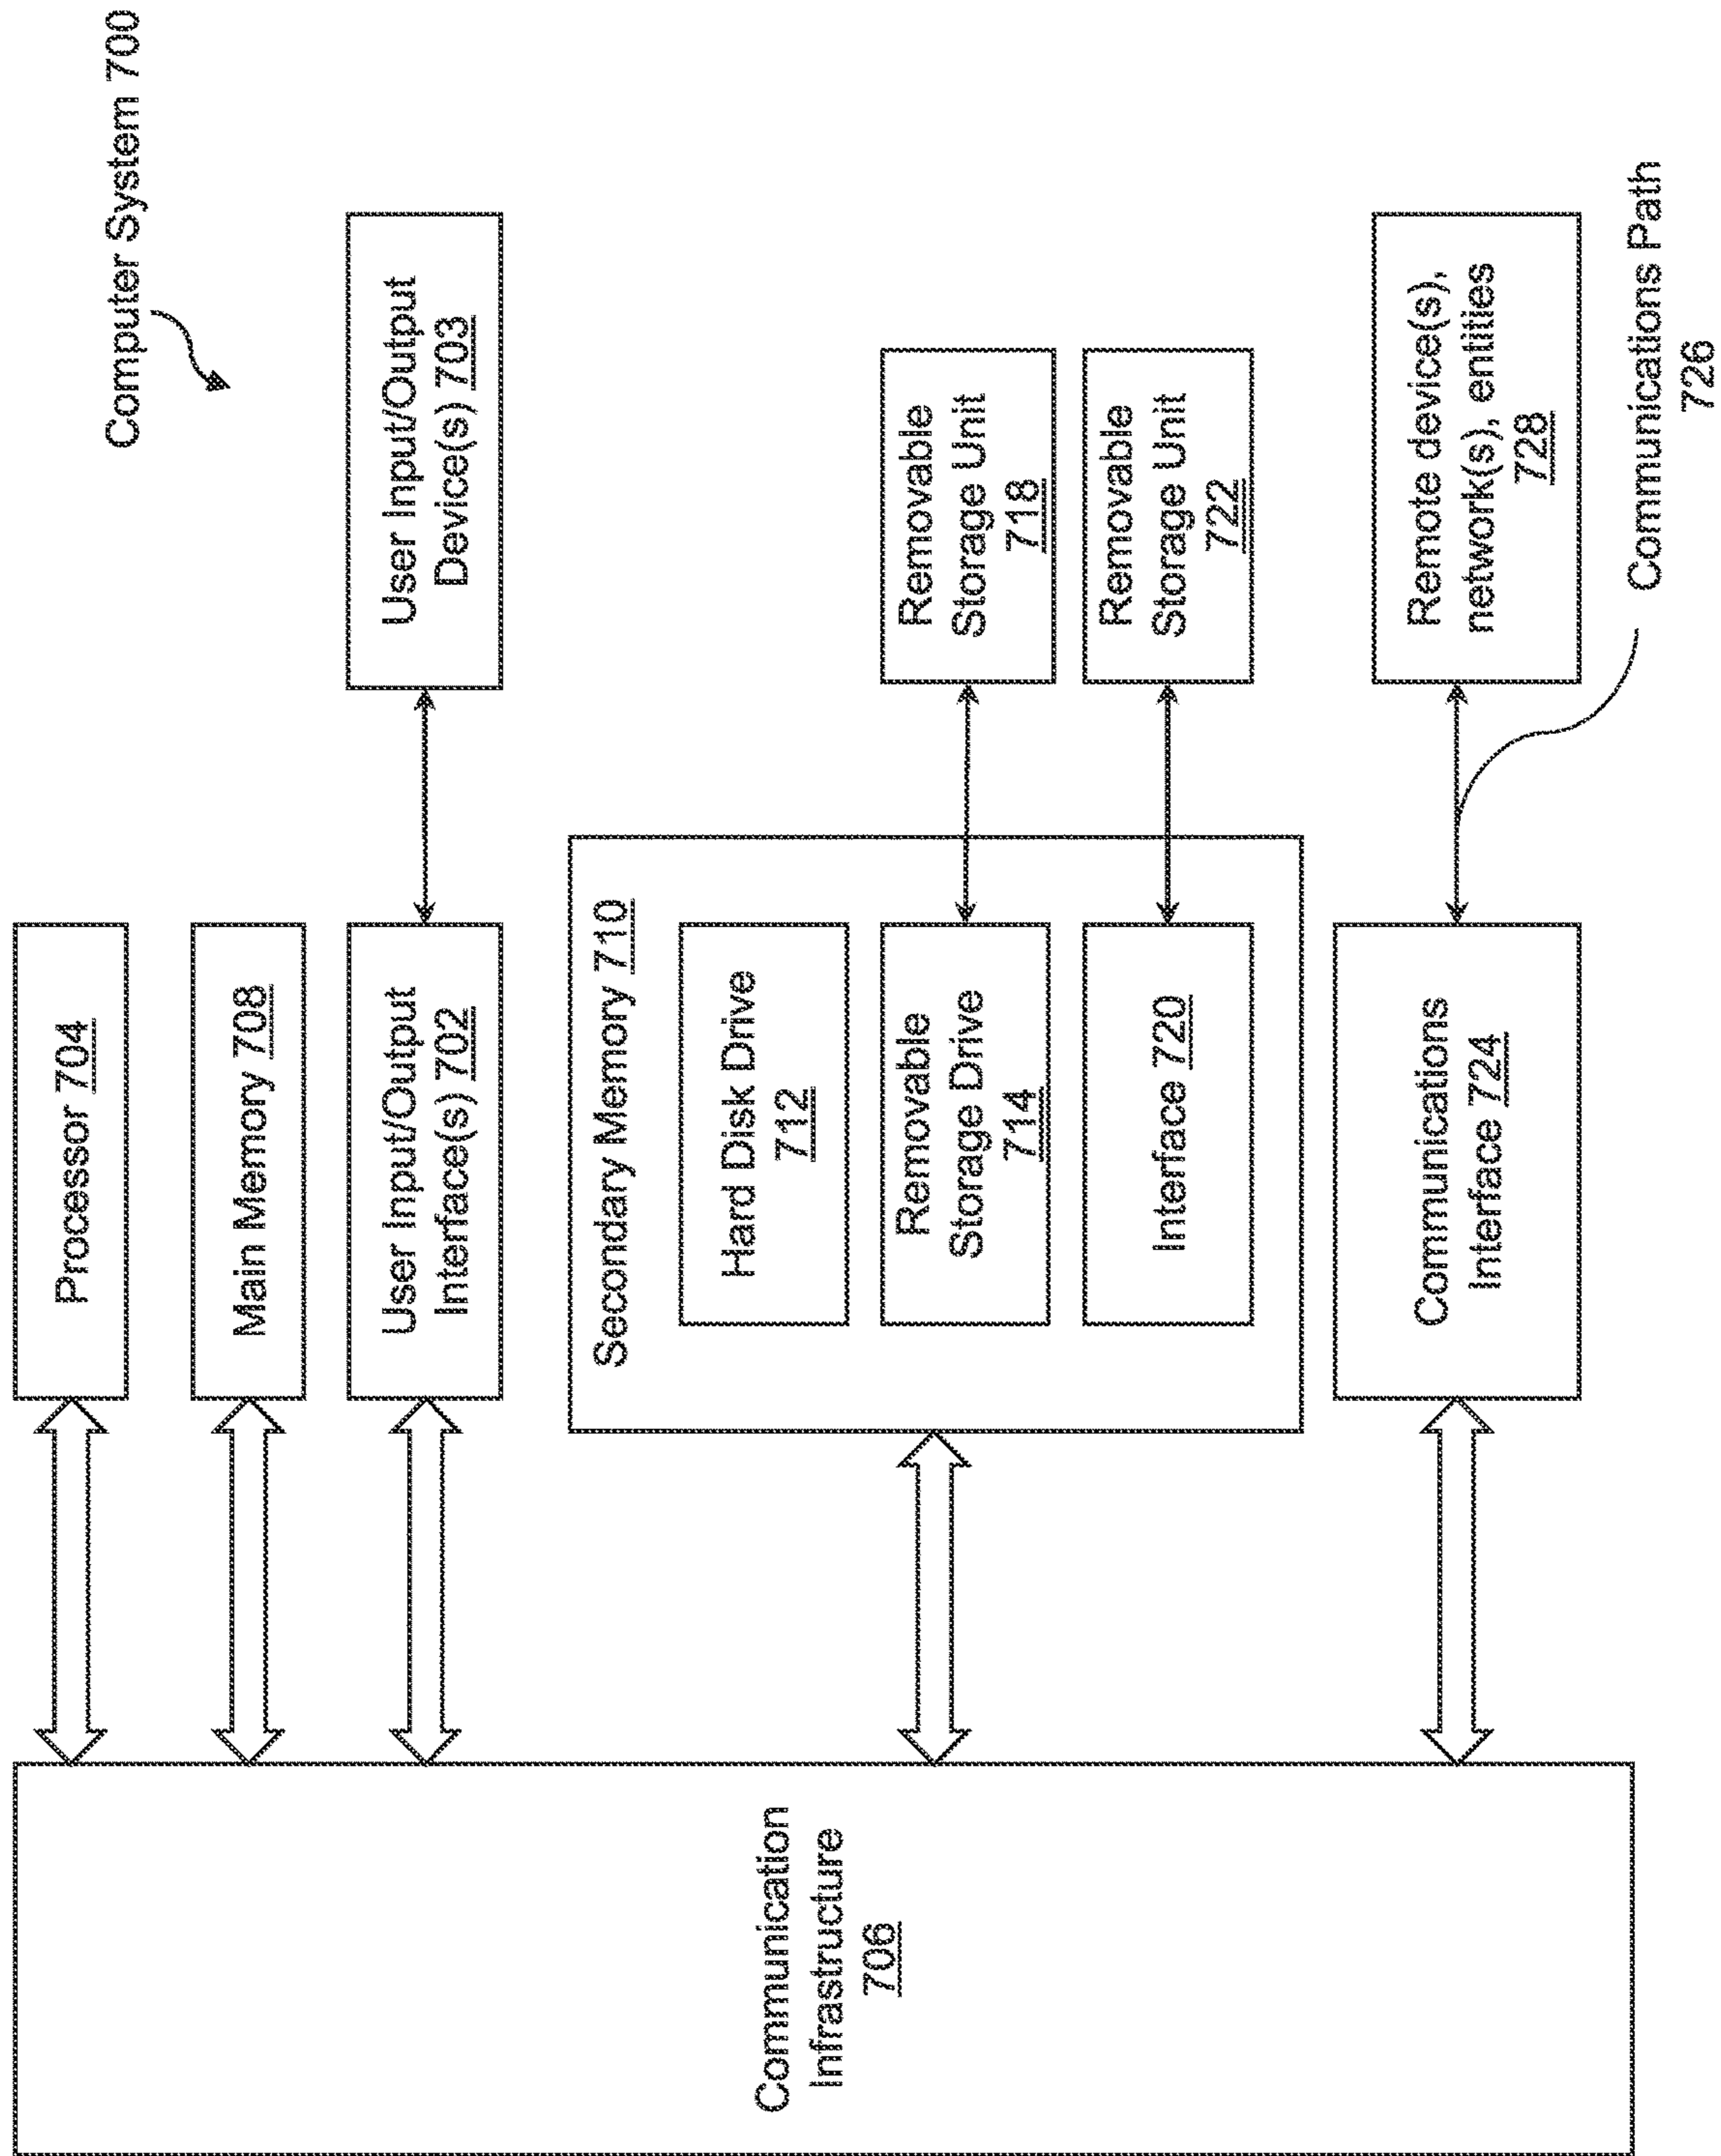 Computer System 700
Processor 704
Main Memory 708
User Input/Output
Interface(s) 702
User Input/Output
Device(s) 703
Communication
Infrastructure
706
Secondary Memory 710
Hard Disk Drive
712
Removable
Storage Drive
714
Removable
Storage Unit
718
Interface 720
Removable
Storage Unit
722
Communications
Interface 724
Remote device(s),
network(s), entities
728
Communications Path
726